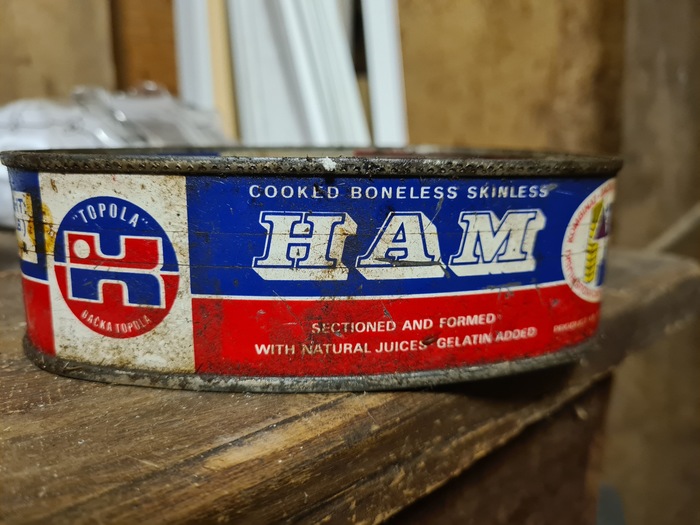 "TOPOLA"
BAČKA TOPOLA
COOKED BONELESS SKINLESS
HAM
SECTIONED AND FORMED
WITH NATURAL JUICES GELATIN ADDED